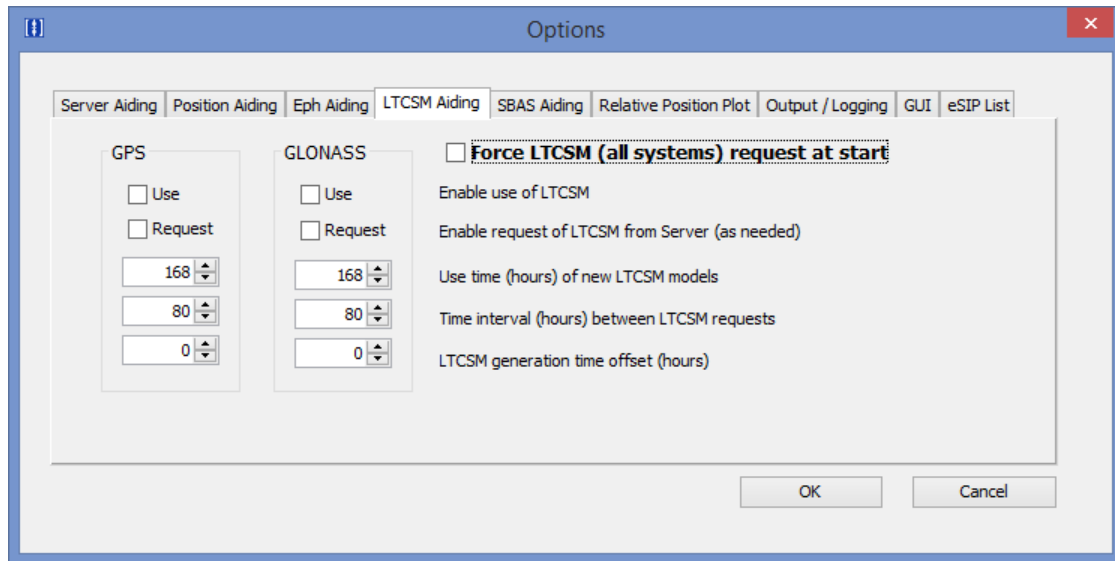 Options
Server Aiding Position Aiding Eph Aiding LTCSM Aiding SBAS Aiding Relative Position Plot Output / Logging GUI eSIP List
GPS GLONASS Force LTCSM (all systems) request at start
Use Use Enable use of LTCSM
Request Request Enable request of LTCSM from Server (as needed)
168 168 Use time (hours) of new LTCSM models
80 80 Time interval (hours) between LTCSM requests
0 0 LTCSM generation time offset (hours)
OK Cancel